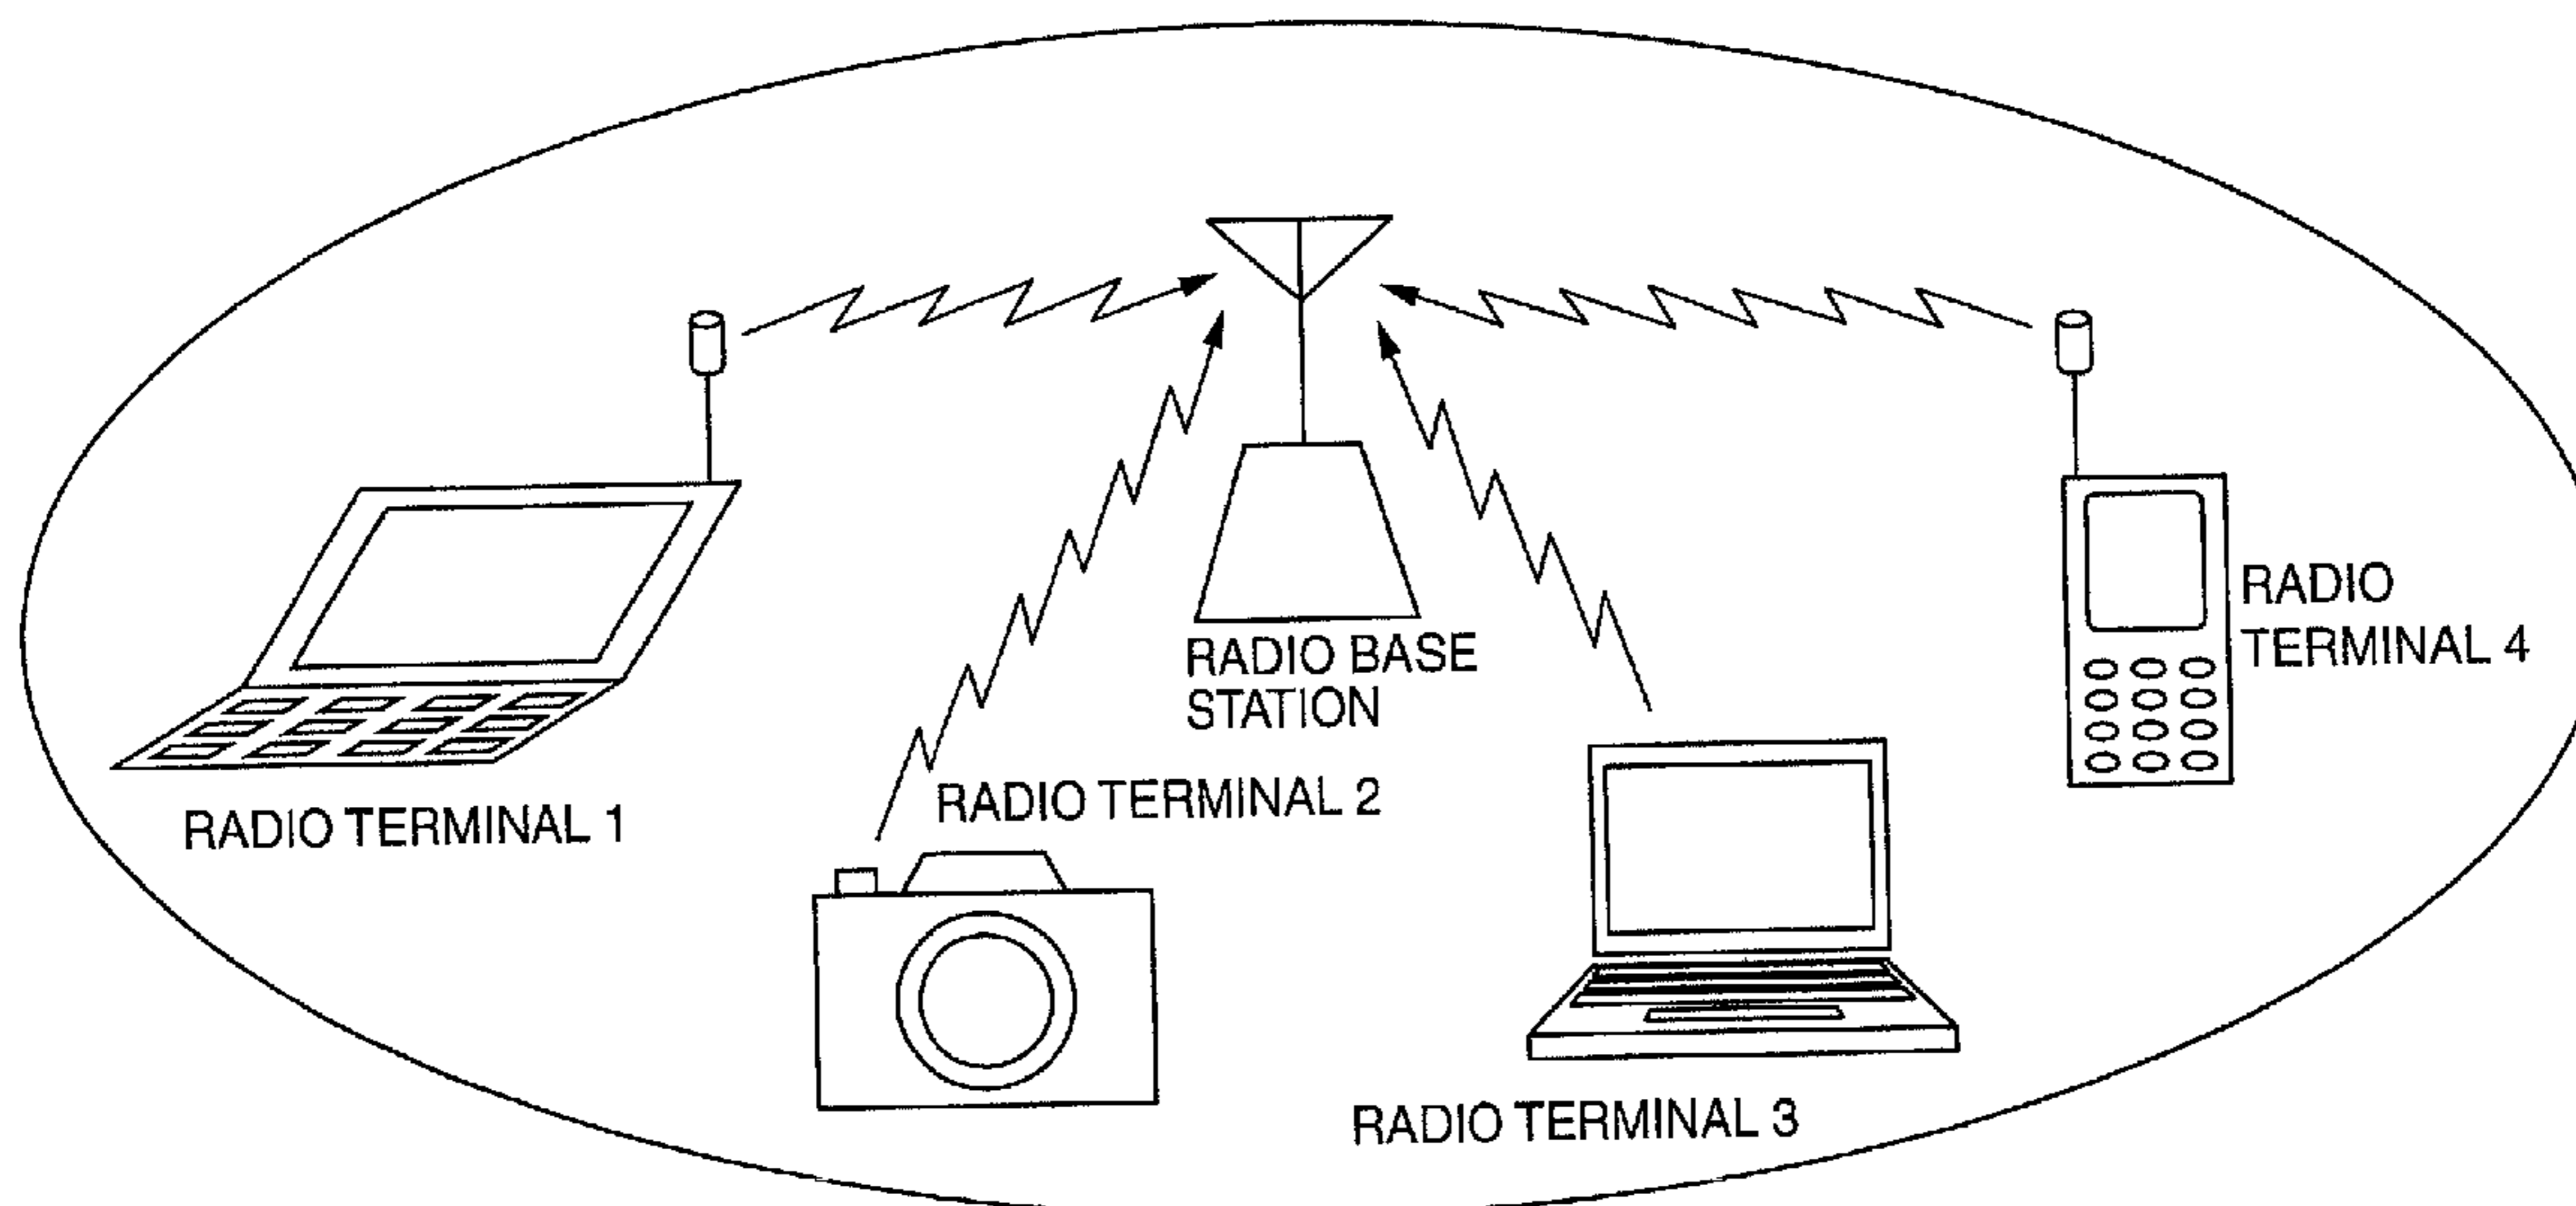 RADIO TERMINAL 1
RADIO TERMINAL 2
RADIO BASE
STATION
RADIO TERMINAL 3
RADIO
TERMINAL 4